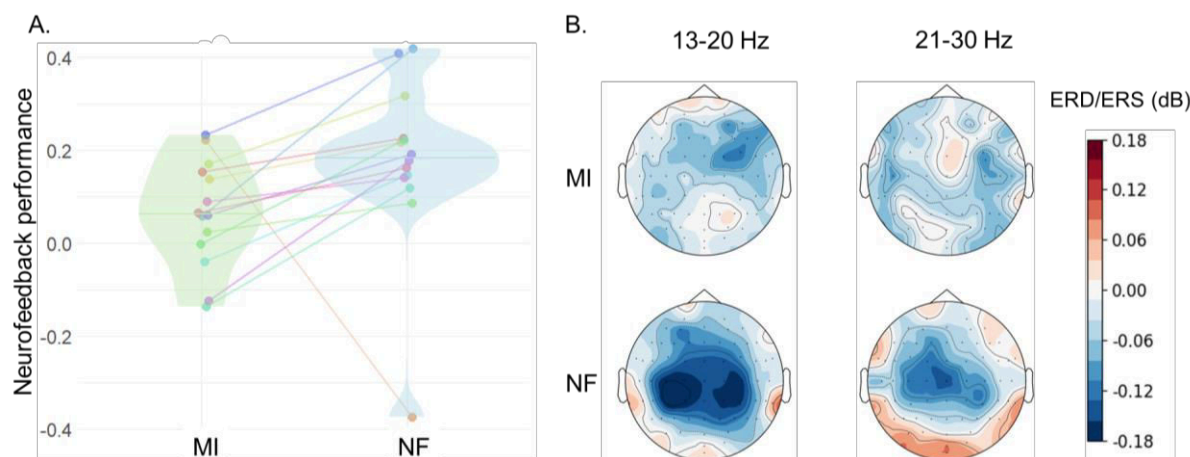 A.
B.
13-20 Hz
21-30 Hz
ERD/ERS (dB)
Neurofeedback performance
0.4
0.2
0.0
-0.2
-0.4
MI
NF
MI
NF
0.18
0.12
0.06
0.00
-0.06
-0.12
-0.18